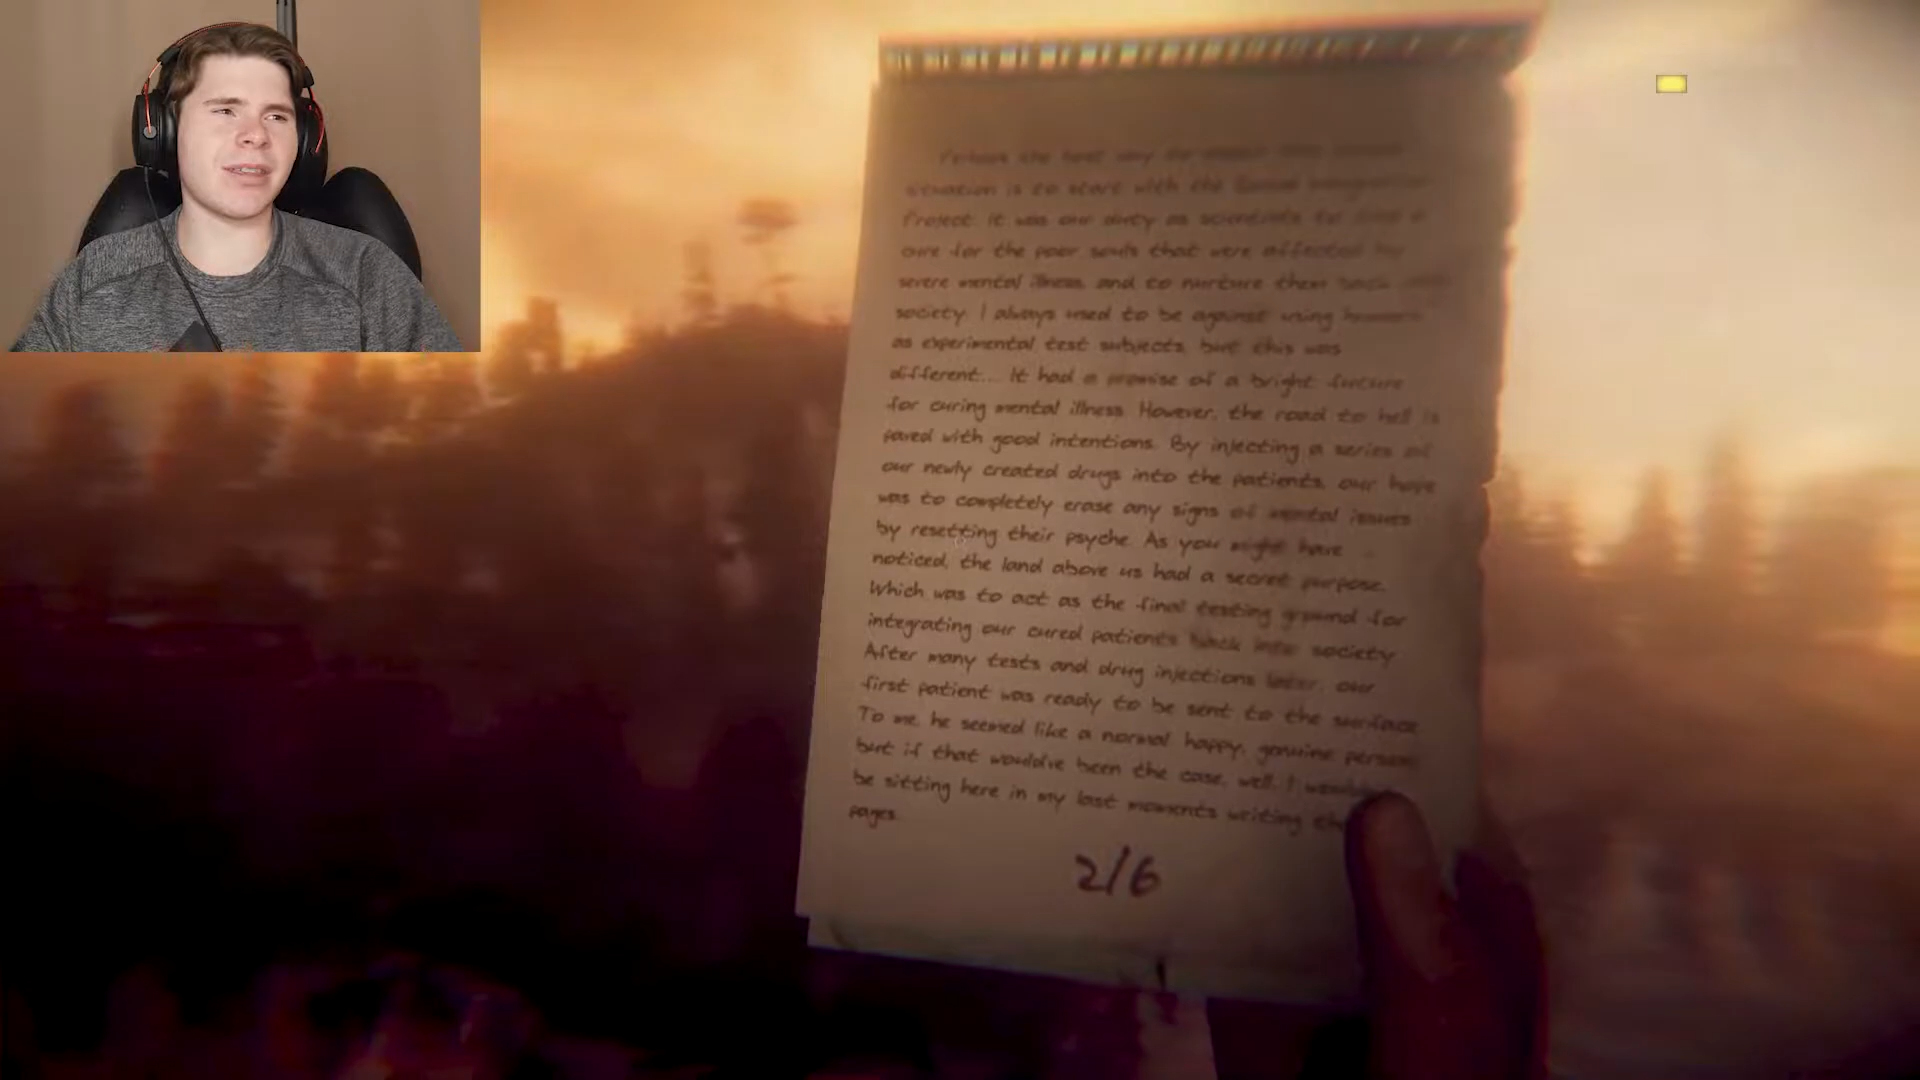 Perhaps the best way to
situation is to start with the
Project. It was our duty as scientists to find a
cure for the poor souls that were affected by
severe mental illness, and to nurture them back
society. I always used to be against using humans
as experimental test subjects, but this was
different... It had a promise of a bright future
for curing mental illness. However, the road to hell is
paved with good intentions. By injecting a series of
our newly created drugs into the patients, our hope
was to completely erase any signs of mental issues
by resetting their psyche. As you might have
noticed, the land above us had a secret purpose.
Which was to act as the final testing ground for
integrating our cured patients back into society.
After many tests and drug injections later, our
first patient was ready to be sent to the surface.
To me, he seemed like a normal, happy, genuine person,
but if that would've been the case, well, I
be sitting here in my last moments writing
pages.
2/6